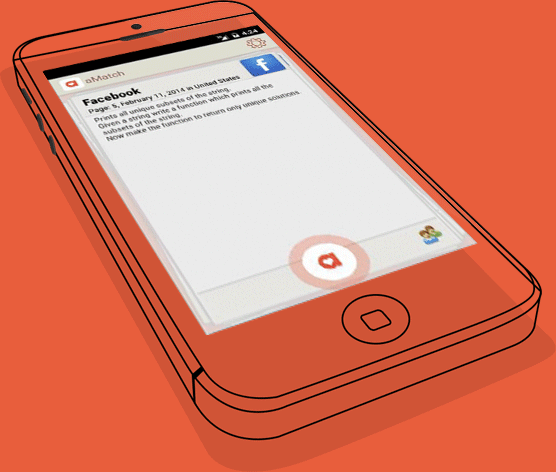 4:24
aMatch
Facebook
Page: 5, February 11, 2014 in United States
Prints all unique subsets of the string.
Given a string write a function which prints all the
subsets of the string.
Now make the function to return only unique solutions